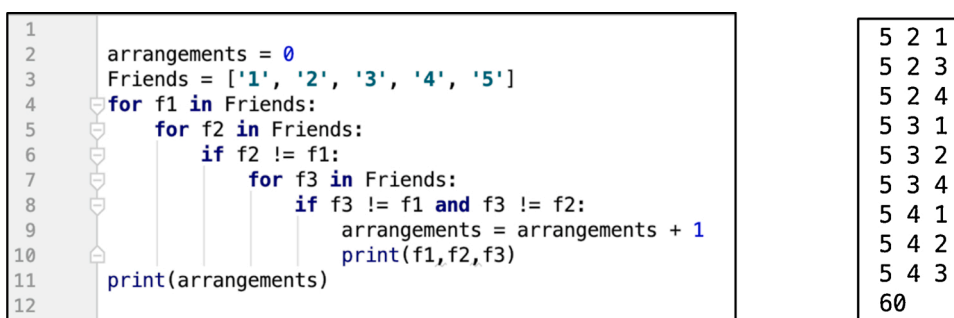 1
2 arrangements = 0
3 Friends = ['1', '2', '3', '4', '5']
4 for f1 in Friends:
5 for f2 in Friends:
6 if f2 != f1:
7 for f3 in Friends:
8 if f3 != f1 and f3 != f2:
9 arrangements = arrangements + 1
10 print(f1,f2,f3)
11 print(arrangements)
12
5 2 1
5 2 3
5 2 4
5 3 1
5 3 2
5 3 4
5 4 1
5 4 2
5 4 3
60